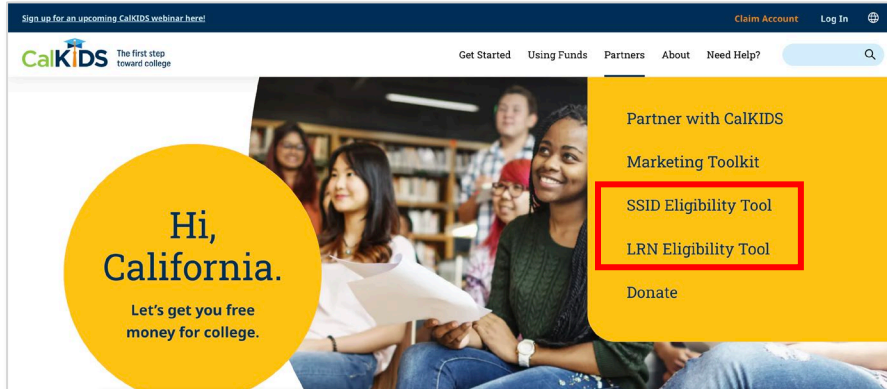 Sign up for an upcoming CalKIDS webinar here!
Claim Account Log In
CalKIDS The first step
toward college
Get Started Using Funds Partners About Need Help?
Partner with CalKIDS
Marketing Toolkit
SSID Eligibility Tool
LRN Eligibility Tool
Donate
Hi,
California.
Let's get you free
money for college.